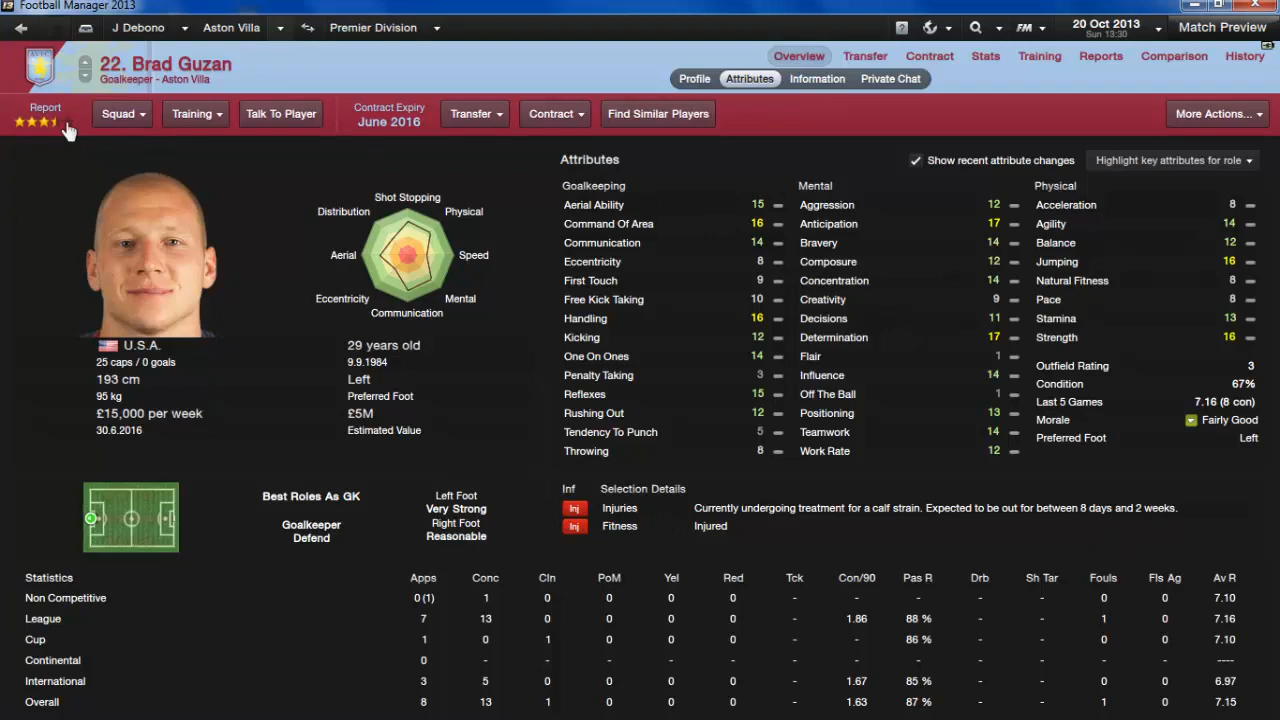 Football Manager 2013
J Debono Aston Villa Premier Division ? FM 20 Oct 2013 Match Preview
Sun 13:30
22. Brad Guzan
Goalkeeper - Aston Villa
Overview Transfer Contract Stats Training Reports Comparison History
Profile Attributes Information Private Chat
Report Squad Training Talk To Player Contract Expiry Transfer Contract Find Similar Players More Actions...
June 2016
Attributes Show recent attribute changes Highlight key attributes for role
Goalkeeping Mental Physical
Aerial Ability 15 Aggression 12 Acceleration 8
Command Of Area 16 Anticipation 17 Agility 14
Communication 14 Bravery 14 Balance 12
Eccentricity 8 Composure 12 Jumping 16
First Touch 9 Concentration 14 Natural Fitness 8
Free Kick Taking 10 Creativity 9 Pace 8
Handling 16 Decisions 11 Stamina 13
Kicking 12 Determination 17 Strength 16
One On Ones 14 Flair 1
Penalty Taking 3 Influence 14
Reflexes 15 Off The Ball 1
Rushing Out 12 Positioning 13
Tendency To Punch 5 Teamwork 14
Throwing 8 Work Rate 12
Outfield Rating 3
Condition 67%
Last 5 Games 7.16 (8 con)
Morale Fairly Good
Preferred Foot Left
Shot Stopping
Distribution Physical
Aerial Speed
Eccentricity Mental
Communication
U.S.A. 29 years old
25 caps / 0 goals 9.9.1984
193 cm Left
95 kg Preferred Foot
£15,000 per week £5M
30.6.2016 Estimated Value
Best Roles As GK
Goalkeeper
Defend
Left Foot
Very Strong
Right Foot
Reasonable
Inf Selection Details
Inj Injuries Currently undergoing treatment for a calf strain. Expected to be out for between 8 days and 2 weeks.
Inj Fitness Injured
Statistics Apps Conc Cln PoM Yel Red Tck Con/90 Pas R Drb Sh Tar Fouls Fls Ag Av R
Non Competitive 0 (1) 1 0 0 0 0 - - - - - 0 0 7.10
League 7 13 0 0 0 0 - 1.86 88 % - - 1 0 7.16
Cup 1 0 1 0 0 0 - - 86 % - - 0 0 7.10
Continental 0 - - - - - - - - - - - - ----
International 3 5 0 0 0 0 - 1.67 85 % - - 0 0 6.97
Overall 8 13 1 0 0 0 - 1.63 87 % - - 1 0 7.15